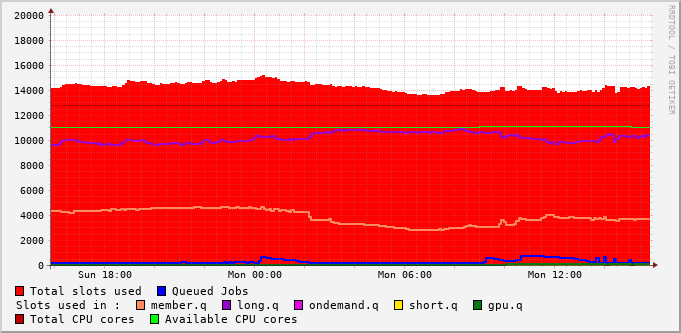 20000
18000
16000
14000
12000
10000
8000
6000
4000
2000
0
Sun 18:00 Mon 00:00 Mon 06:00 Mon 12:00
Total slots used Queued Jobs
Slots used in : member.q long.q ondemand.q short.q gpu.q
Total CPU cores Available CPU cores
RRDTOOL / TOBI OETIKER